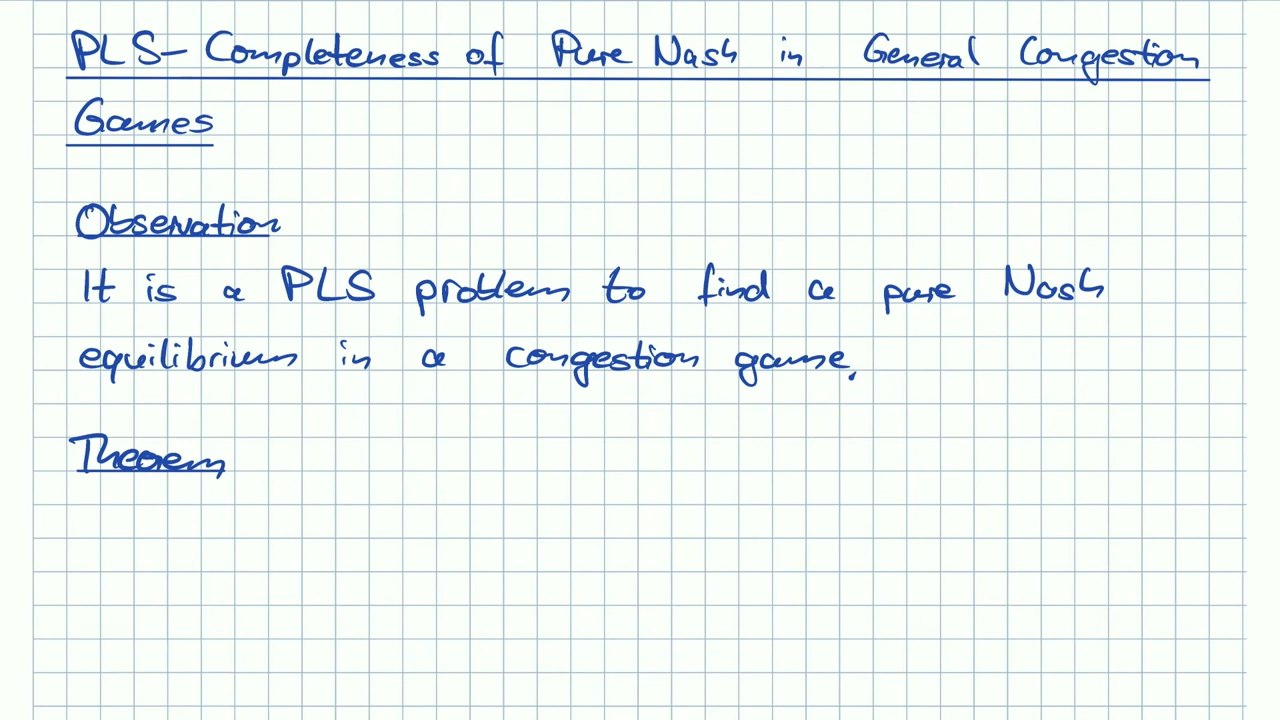 PLS-Completeness of Pure Nash in General Congestion
Games
Observation
It is a PLS problem to find a pure Nash
equilibrium in a congestion game.
Theorem